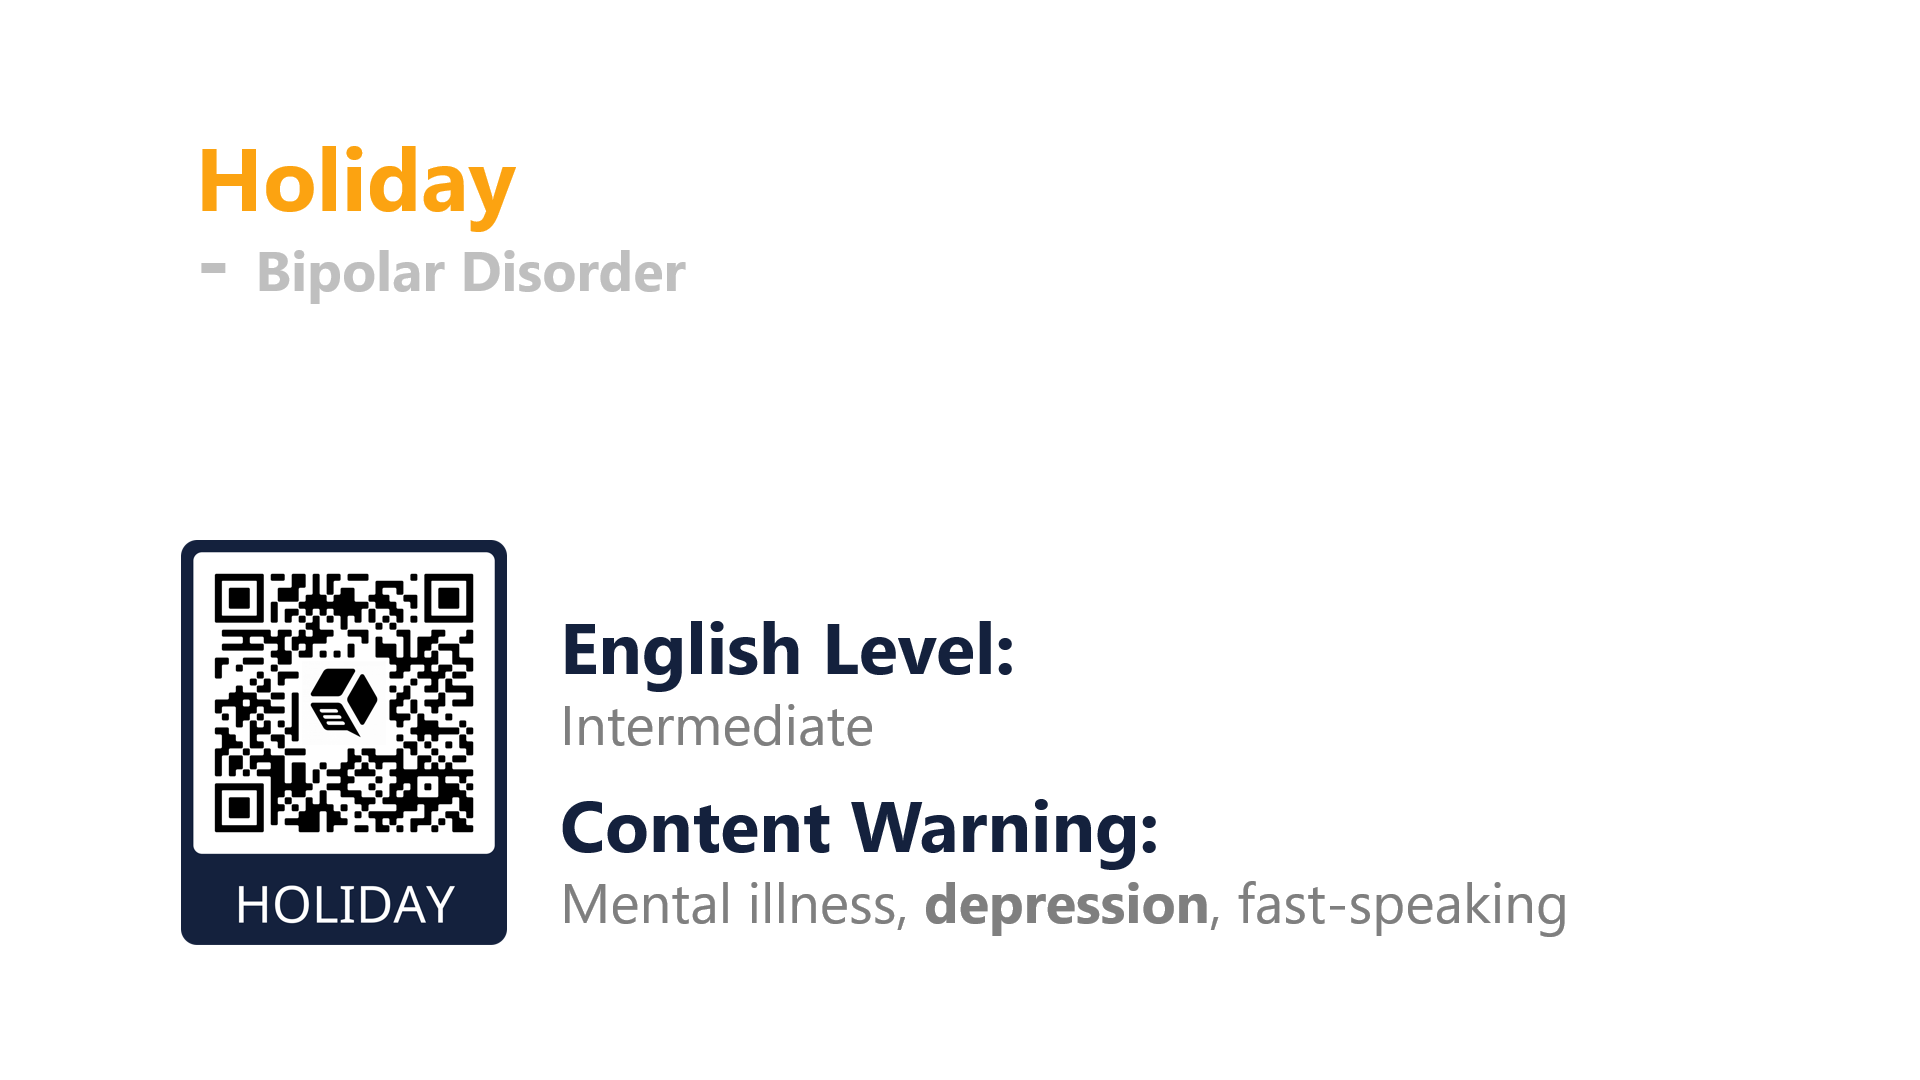 Holiday
- Bipolar Disorder
English Level:
Intermediate
Content Warning:
Mental illness, depression, fast-speaking
HOLIDAY